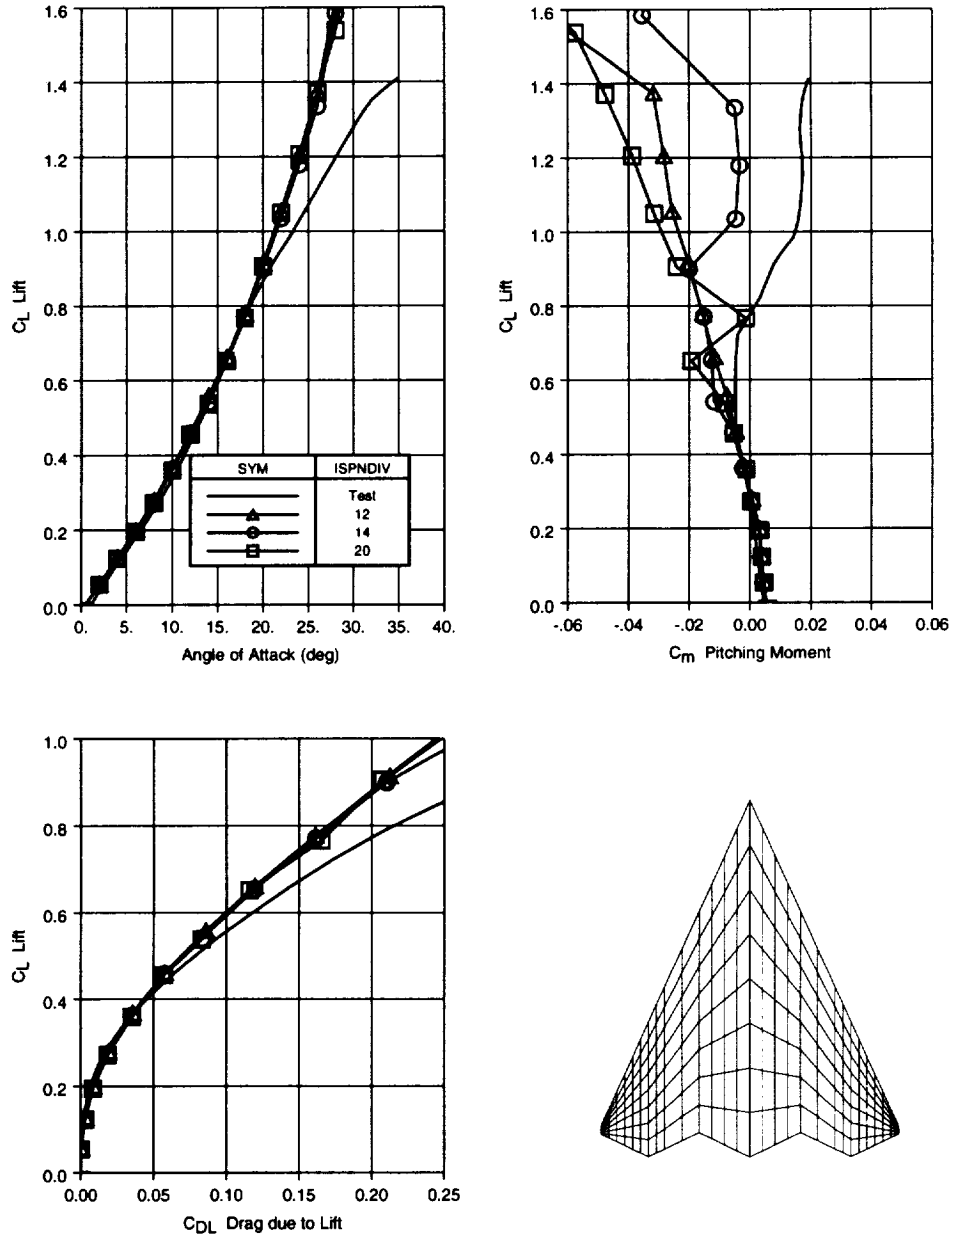 1.6
1.4
1.2
1.0
0.8
0.6
0.4
0.2
0.0
C_L Lift
0. 5. 10. 15. 20. 25. 30. 35. 40.
Angle of Attack (deg)
SYM ISPNDIV
Test
12
14
20
1.6
1.4
1.2
1.0
0.8
0.6
0.4
0.2
0.0
C_L Lift
-.06 -.04 -.02 0.00 0.02 0.04 0.06
C_m Pitching Moment
1.0
0.8
0.6
0.4
0.2
0.0
C_L Lift
0.00 0.05 0.10 0.15 0.20 0.25
C_DL Drag due to Lift